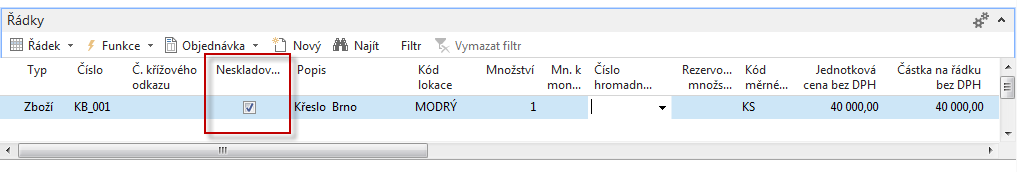 Řádky
Řádek Funkce Objednávka Nový Najít Filtr Vymazat filtr
Typ Číslo Č. křížového odkazu Neskladov... Popis Kód lokace Množství Mn. k mon... Číslo hromadn... Rezervo... množs... Kód měrné... Jednotková cena bez DPH Částka na řádku bez DPH
Zboží KB_001 Křeslo Brno MODRÝ 1 KS 40 000,00 40 000,00